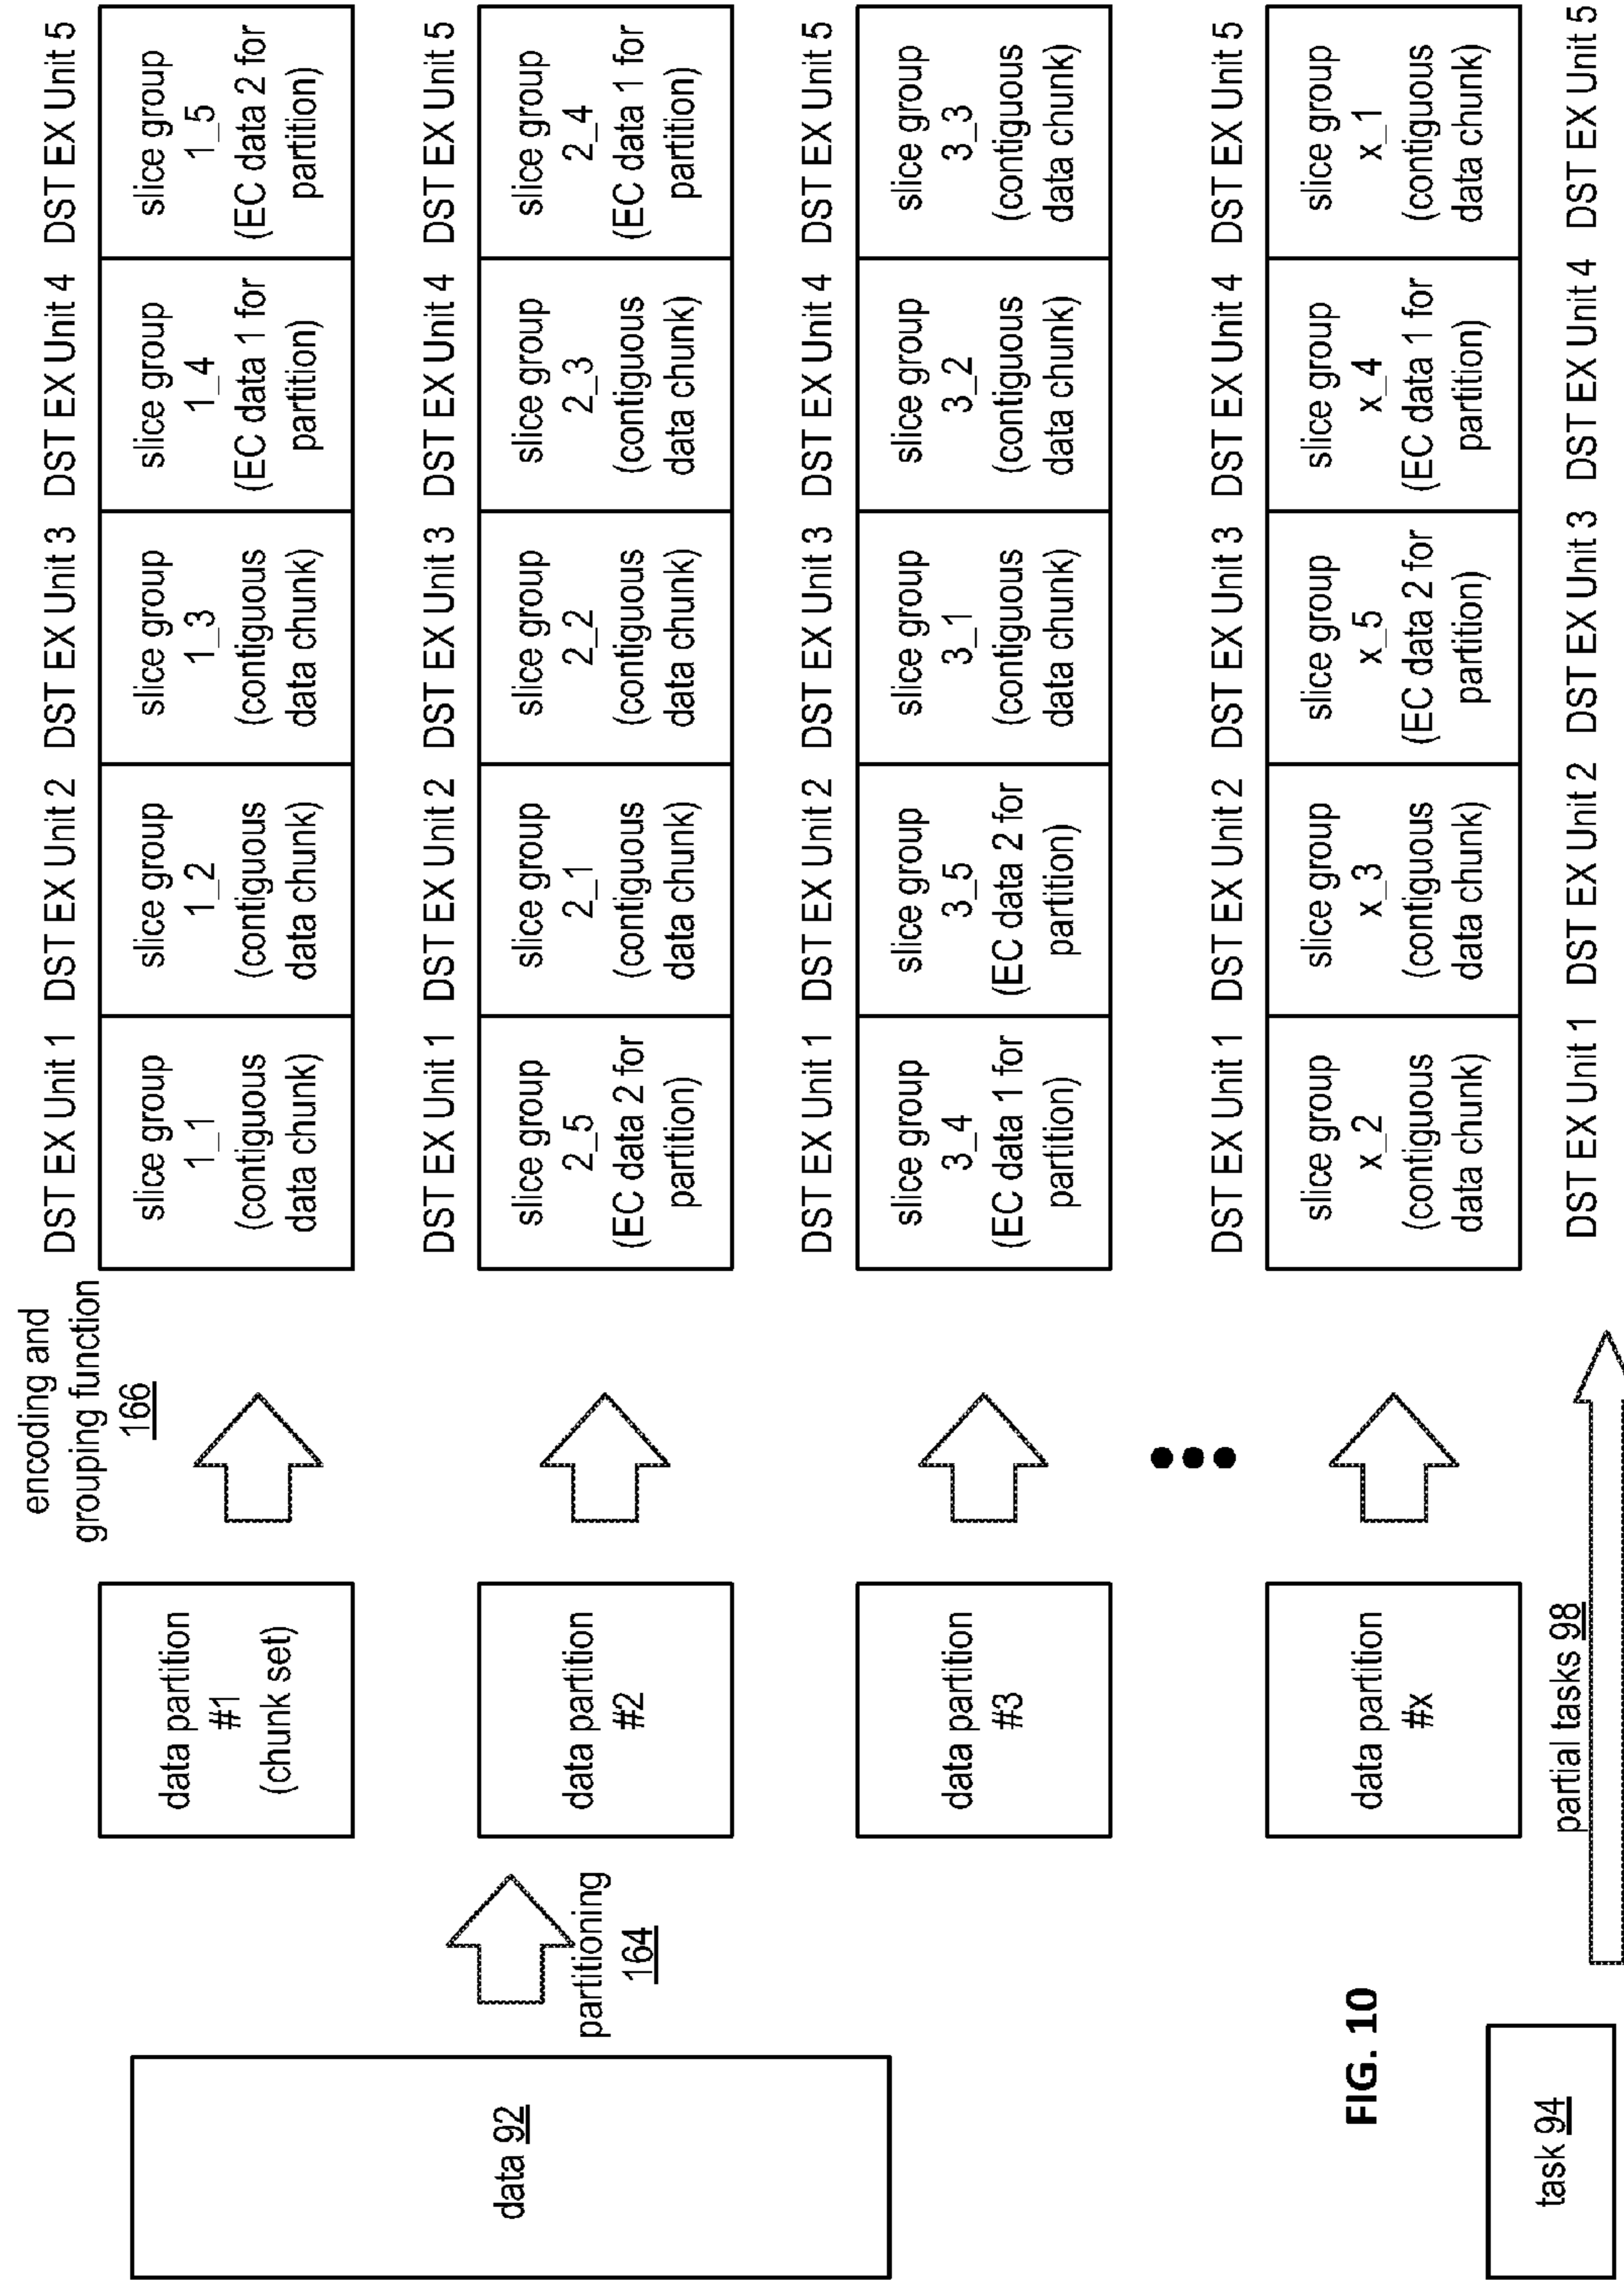 encoding and
grouping function
166
data 92
partitioning
164
data partition
#1
(chunk set)
DST EX Unit 1 DST EX Unit 2 DST EX Unit 3 DST EX Unit 4 DST EX Unit 5
slice group
1_1
(contiguous
data chunk)
slice group
1_2
(contiguous
data chunk)
slice group
1_3
(contiguous
data chunk)
slice group
1_4
(EC data 1 for
partition)
slice group
1_5
(EC data 2 for
partition)
data partition
#2
DST EX Unit 1 DST EX Unit 2 DST EX Unit 3 DST EX Unit 4 DST EX Unit 5
slice group
2_5
(EC data 2 for
partition)
slice group
2_1
(contiguous
data chunk)
slice group
2_2
(contiguous
data chunk)
slice group
2_3
(contiguous
data chunk)
slice group
2_4
(EC data 1 for
partition)
data partition
#3
DST EX Unit 1 DST EX Unit 2 DST EX Unit 3 DST EX Unit 4 DST EX Unit 5
slice group
3_4
(EC data 1 for
partition)
slice group
3_5
(EC data 2 for
partition)
slice group
3_1
(contiguous
data chunk)
slice group
3_2
(contiguous
data chunk)
slice group
3_3
(contiguous
data chunk)
data partition
#x
DST EX Unit 1 DST EX Unit 2 DST EX Unit 3 DST EX Unit 4 DST EX Unit 5
slice group
x_2
(contiguous
data chunk)
slice group
x_3
(contiguous
data chunk)
slice group
x_5
(EC data 2 for
partition)
slice group
x_4
(EC data 1 for
partition)
slice group
x_1
(contiguous
data chunk)
FIG. 10
task 94
partial tasks 98
DST EX Unit 1 DST EX Unit 2 DST EX Unit 3 DST EX Unit 4 DST EX Unit 5